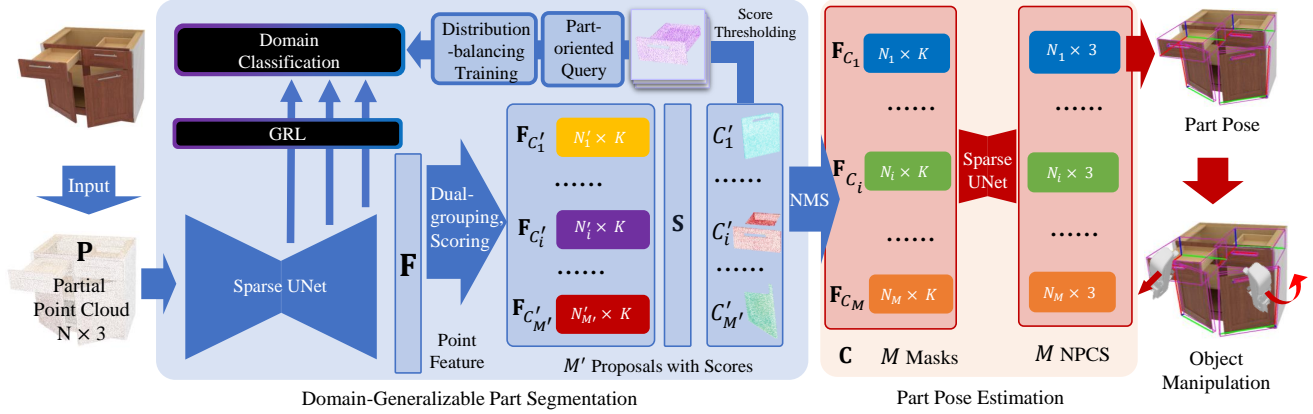 Input
P
Partial
Point Cloud
N × 3
Domain
Classification
GRL
Sparse UNet
F
Point
Feature
Distribution
-balancing
Training
Part-
oriented
Query
Score
Thresholding
Dual-
grouping,
Scoring
F_{C′_1} N′_1 × K
......
F_{C′_i} N′_i × K
......
F_{C′_{M′}} N′_{M′} × K
S
C′_1
......
C′_i
......
C′_{M′}
M′ Proposals with Scores
Domain-Generalizable Part Segmentation
NMS
F_{C_1} N_1 × K
......
F_{C_i} N_i × K
......
F_{C_M} N_M × K
C M Masks
Sparse
UNet
N_1 × 3
......
N_i × 3
......
N_M × 3
M NPCS
Part Pose Estimation
Part Pose
Object
Manipulation